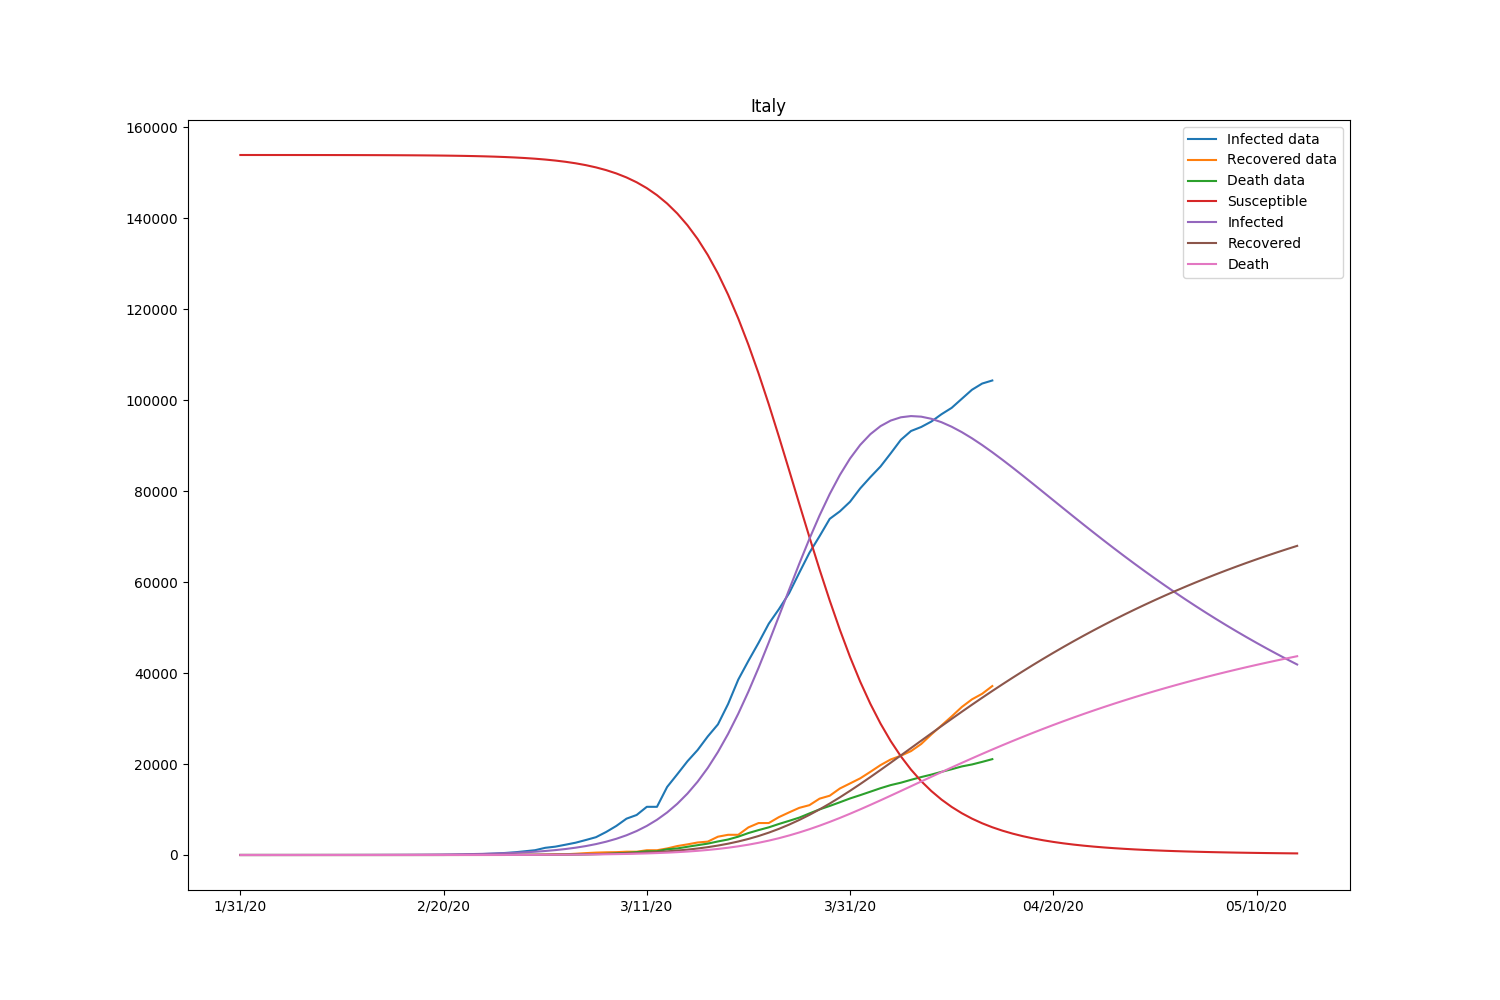 Italy
160000
140000
120000
100000
80000
60000
40000
20000
0
Infected data
Recovered data
Death data
Susceptible
Infected
Recovered
Death
1/31/20 2/20/20 3/11/20 3/31/20 04/20/20 05/10/20